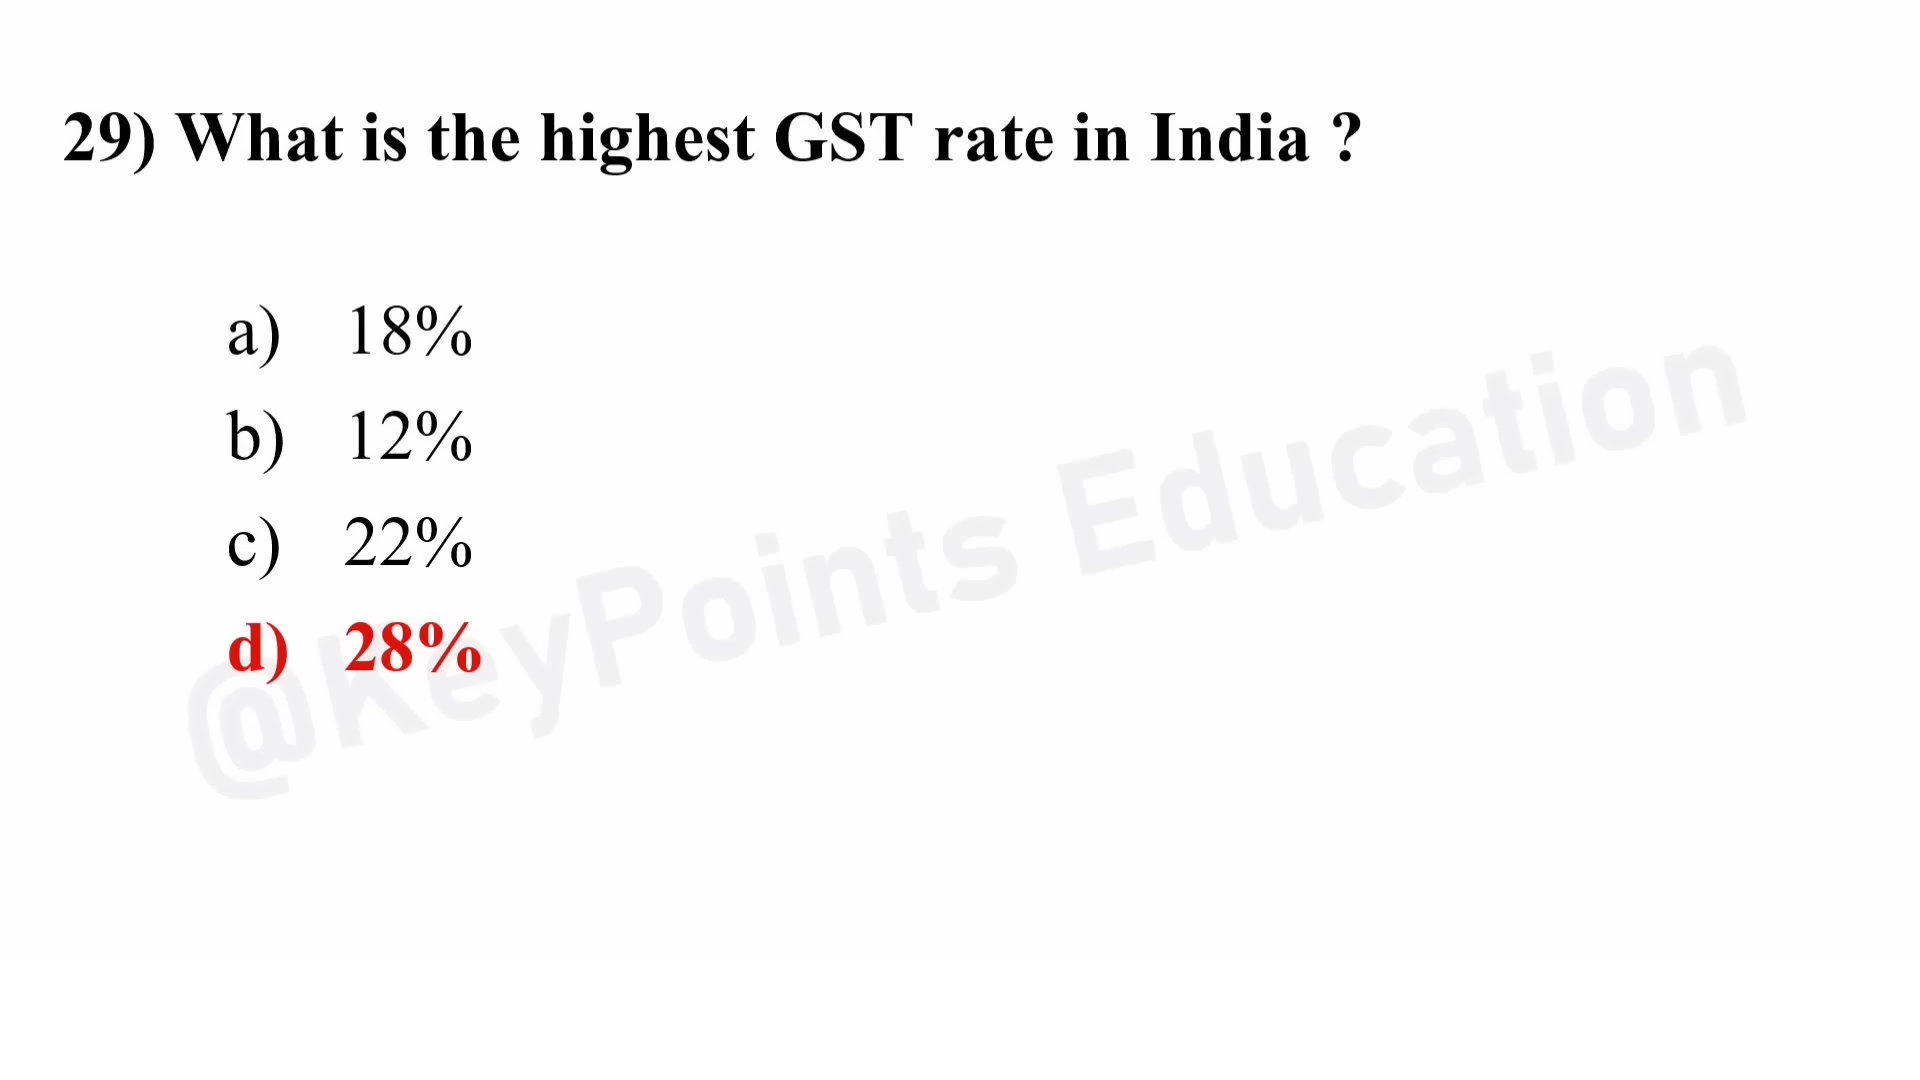 29) What is the highest GST rate in India ?
a) 18%
b) 12%
c) 22%
d) 28%
@KeyPoints Education